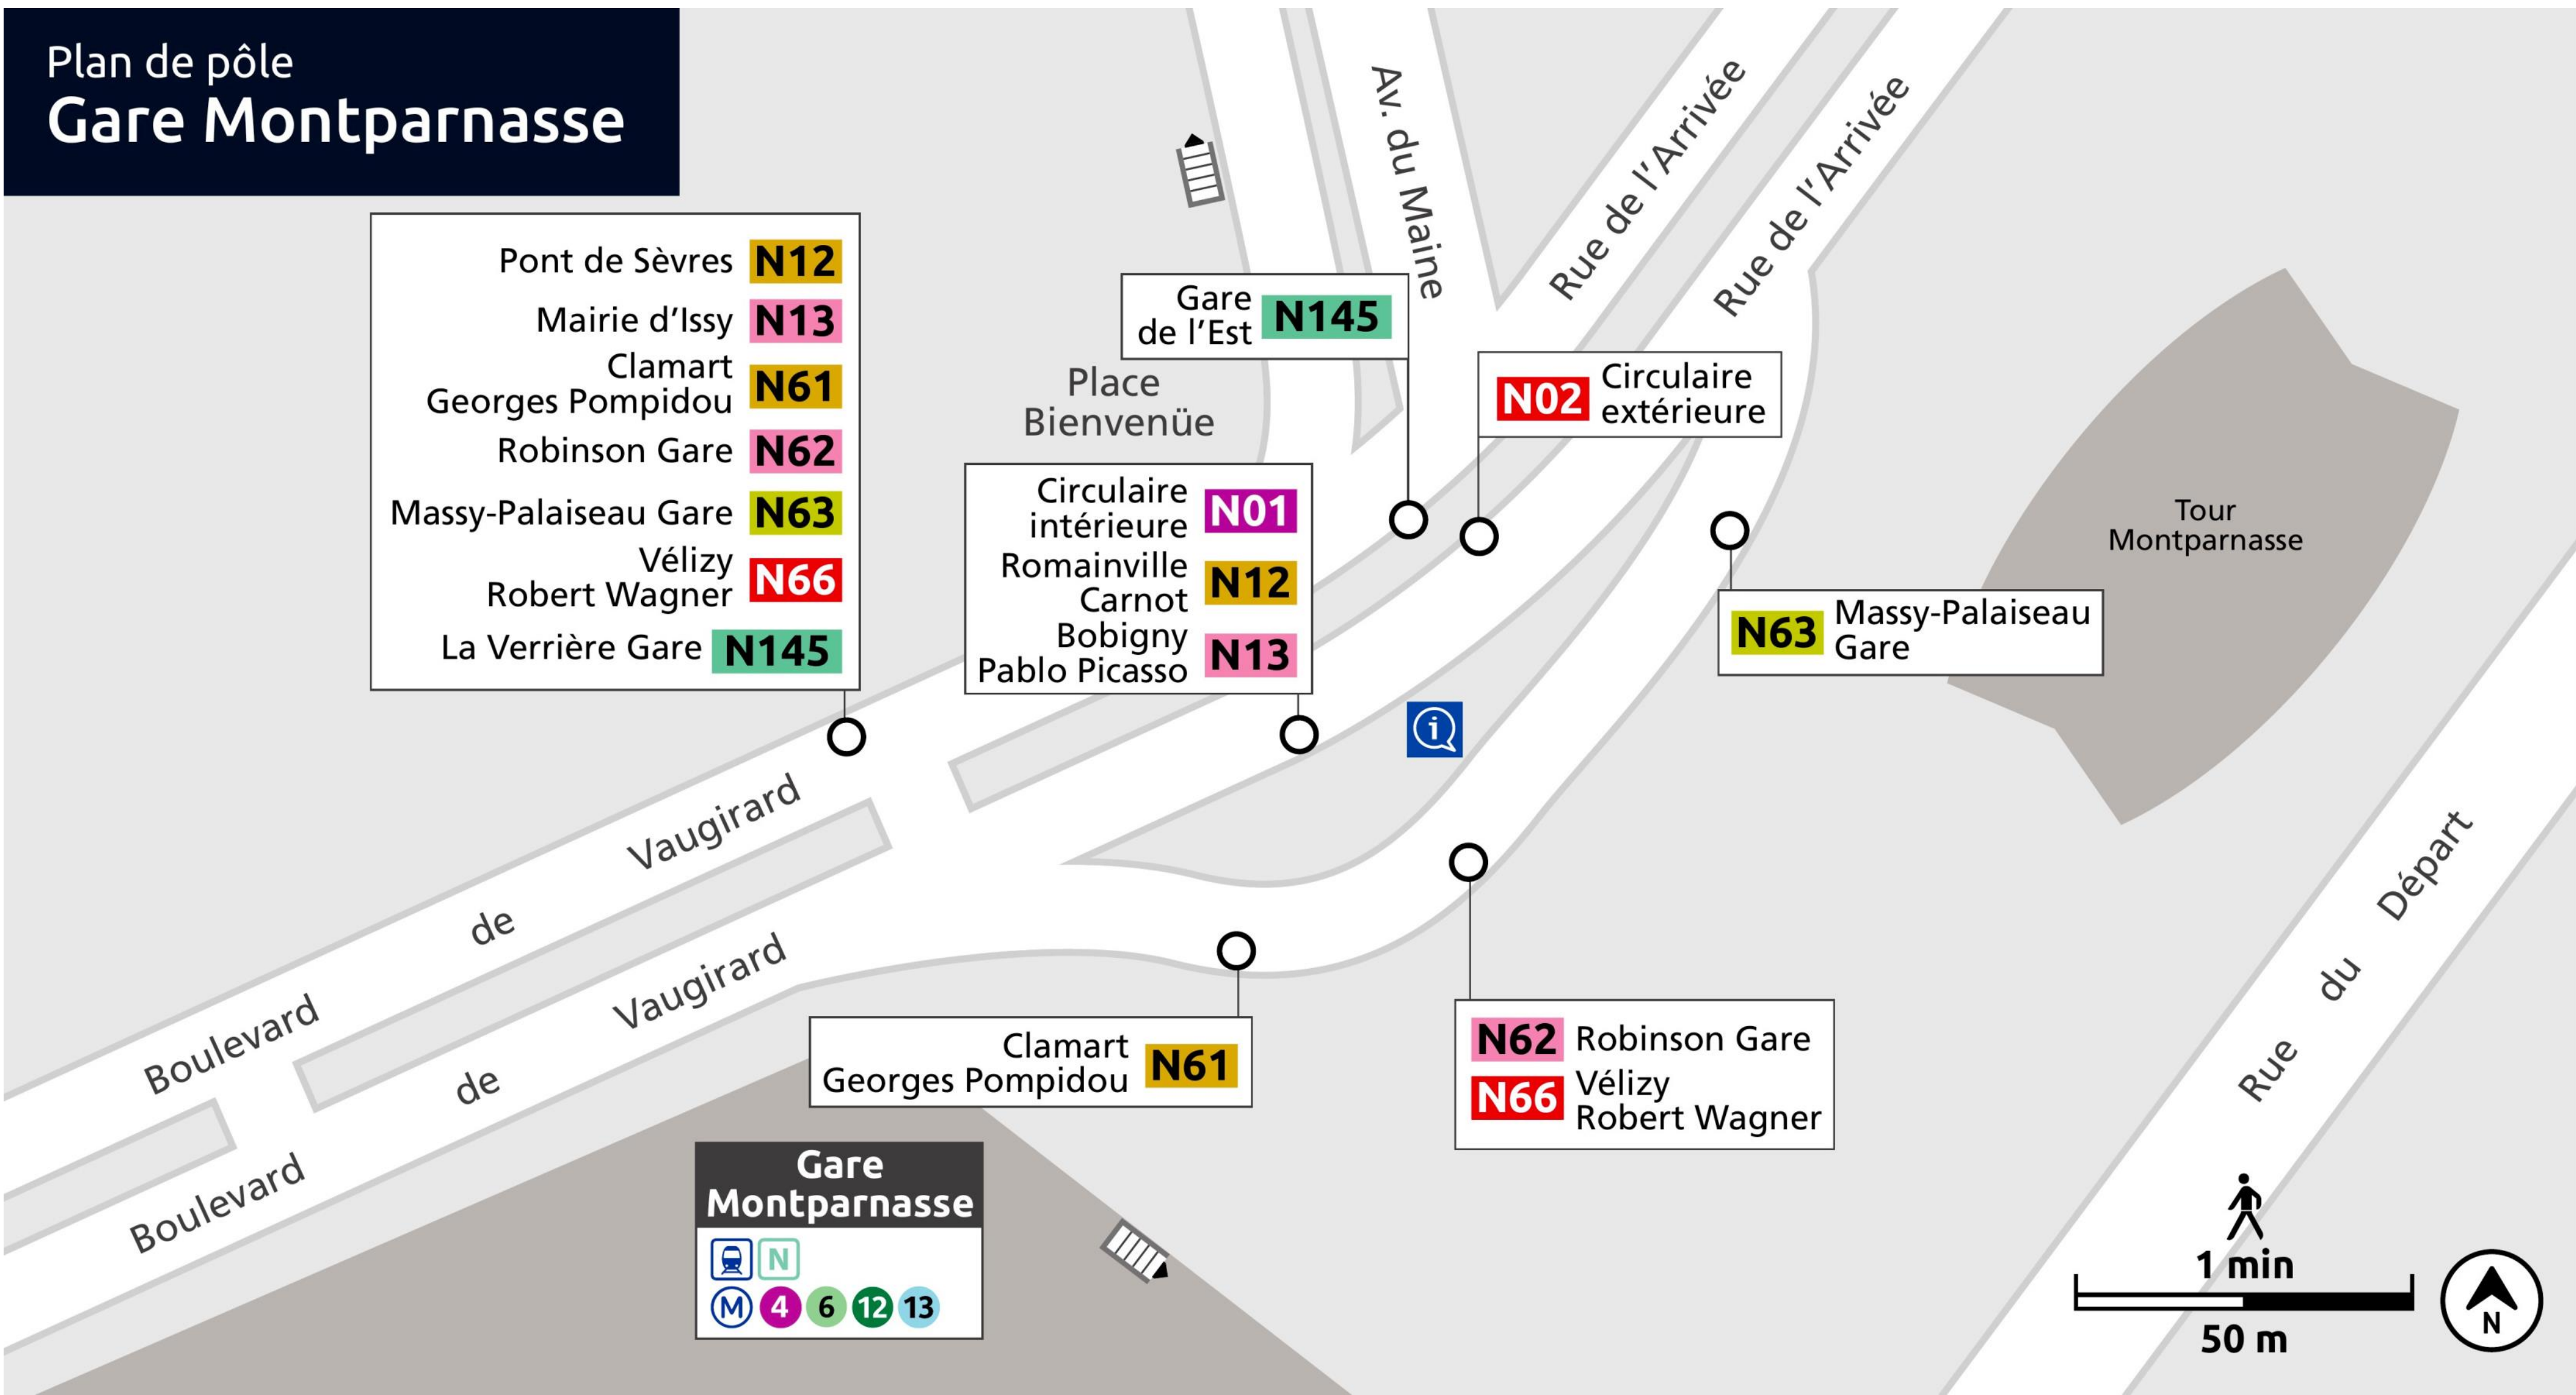 Plan de pôle
Gare Montparnasse
Pont de Sèvres N12
Mairie d'Issy N13
Clamart
Georges Pompidou N61
Robinson Gare N62
Massy-Palaiseau Gare N63
Vélizy
Robert Wagner N66
La Verrière Gare N145
Av. du Maine
Rue de l'Arrivée
Rue de l'Arrivée
Gare
de l'Est N145
Place
Bienvenüe
N02 Circulaire
extérieure
Circulaire
intérieure N01
Romainville
Carnot N12
Bobigny
Pablo Picasso N13
Tour
Montparnasse
N63 Massy-Palaiseau
Gare
i
Boulevard de Vaugirard
Boulevard de Vaugirard
Clamart
Georges Pompidou N61
N62 Robinson Gare
N66 Vélizy
Robert Wagner
Rue du Départ
Gare
Montparnasse
N
M 4 6 12 13
1 min
50 m
N